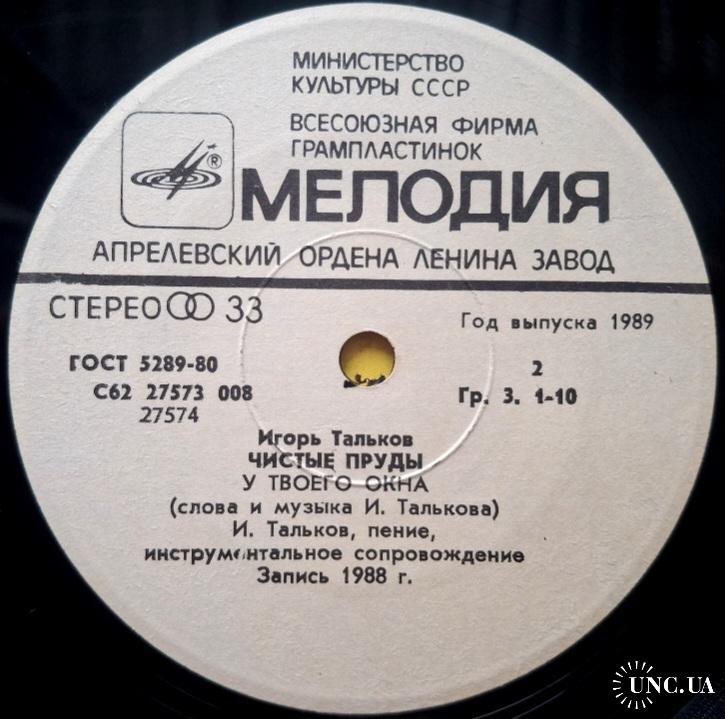 МИНИСТЕРСТВО
КУЛЬТУРЫ СССР
ВСЕСОЮЗНАЯ ФИРМА
ГРАМПЛАСТИНОК
®
МЕЛОДИЯ
АПРЕЛЕВСКИЙ ОРДЕНА ЛЕНИНА ЗАВОД
СТЕРЕО 33
Год выпуска 1989
ГОСТ 5289-80
2
С62 27573 008
Гр. 3. 1-10
27574
Игорь Тальков
ЧИСТЫЕ ПРУДЫ
У ТВОЕГО ОКНА
(слова и музыка И. Талькова)
И. Тальков, пение,
инструментальное сопровождение
Запись 1988 г.
UNC.UA